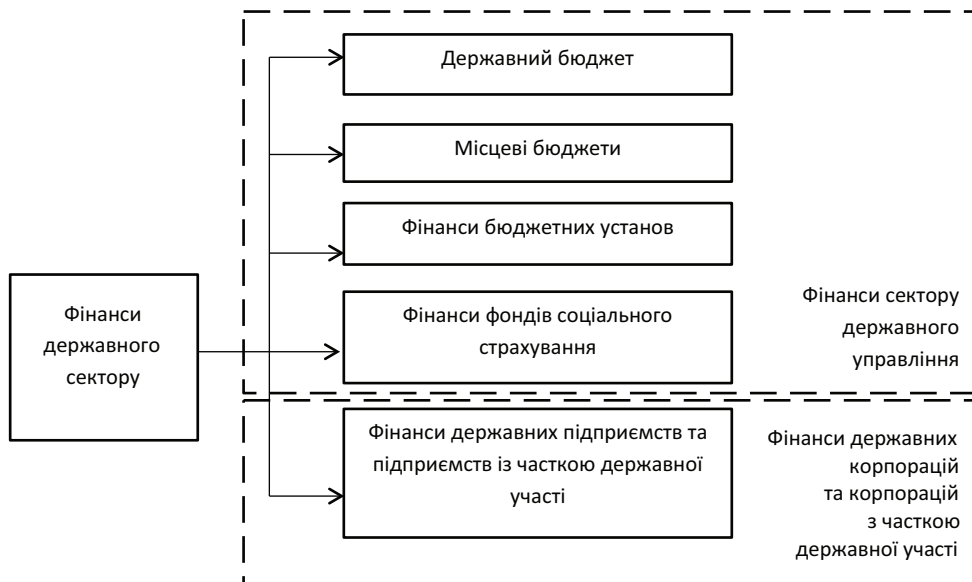 Державний бюджет
Місцеві бюджети
Фінанси бюджетних установ
Фінанси
державного
сектору
Фінанси фондів соціального
страхування
Фінанси сектору
державного
управління
Фінанси державних підприємств та
підприємств із часткою державної
участі
Фінанси державних
корпорацій
та корпорацій
з часткою
державної участі